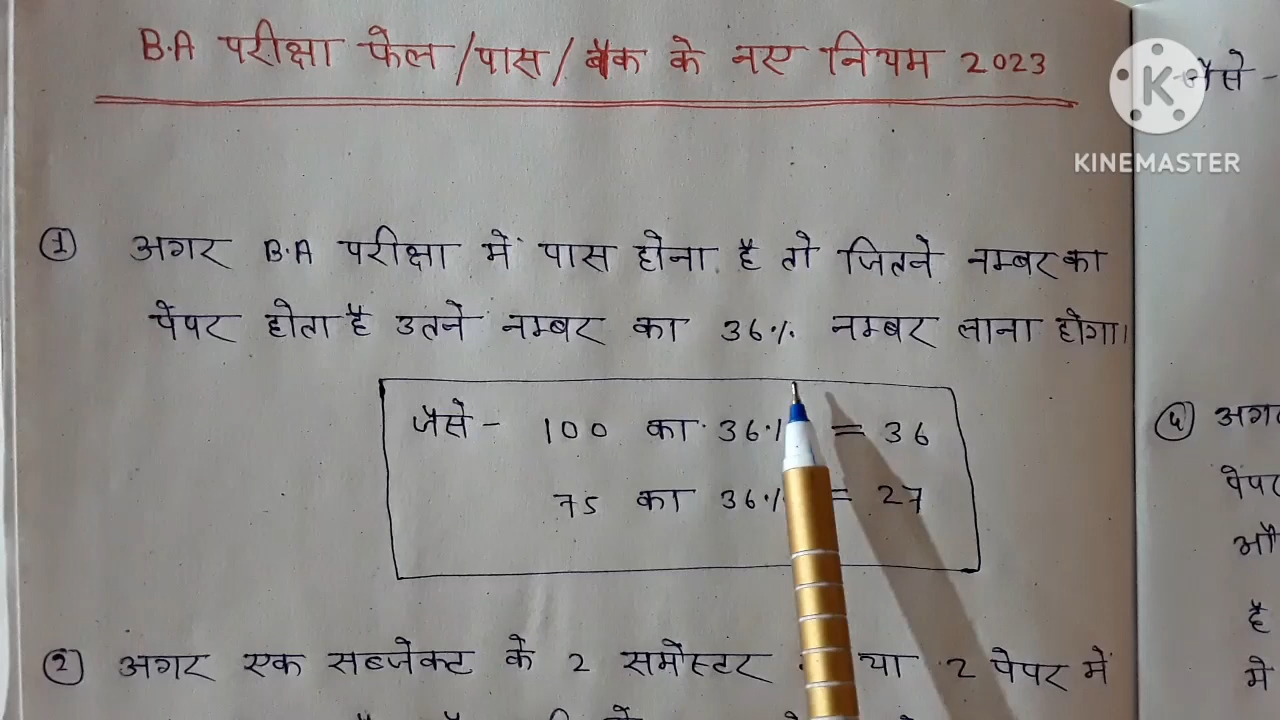 B.A परीक्षा फेल/पास/बैक के नए नियम 2023
K
KINEMASTER
जैसे -
① अगर B.A परीक्षा में पास होना है तो जितने नम्बर का
पेपर होता है उतने नम्बर का 36% नम्बर लाना होगा।
जैसे - 100 का 36% = 36
75 का 36% = 27
② अगर एक सब्जेक्ट के 2 समेस्टर या 2 पेपर में
④ अगर
पेपर
है
में